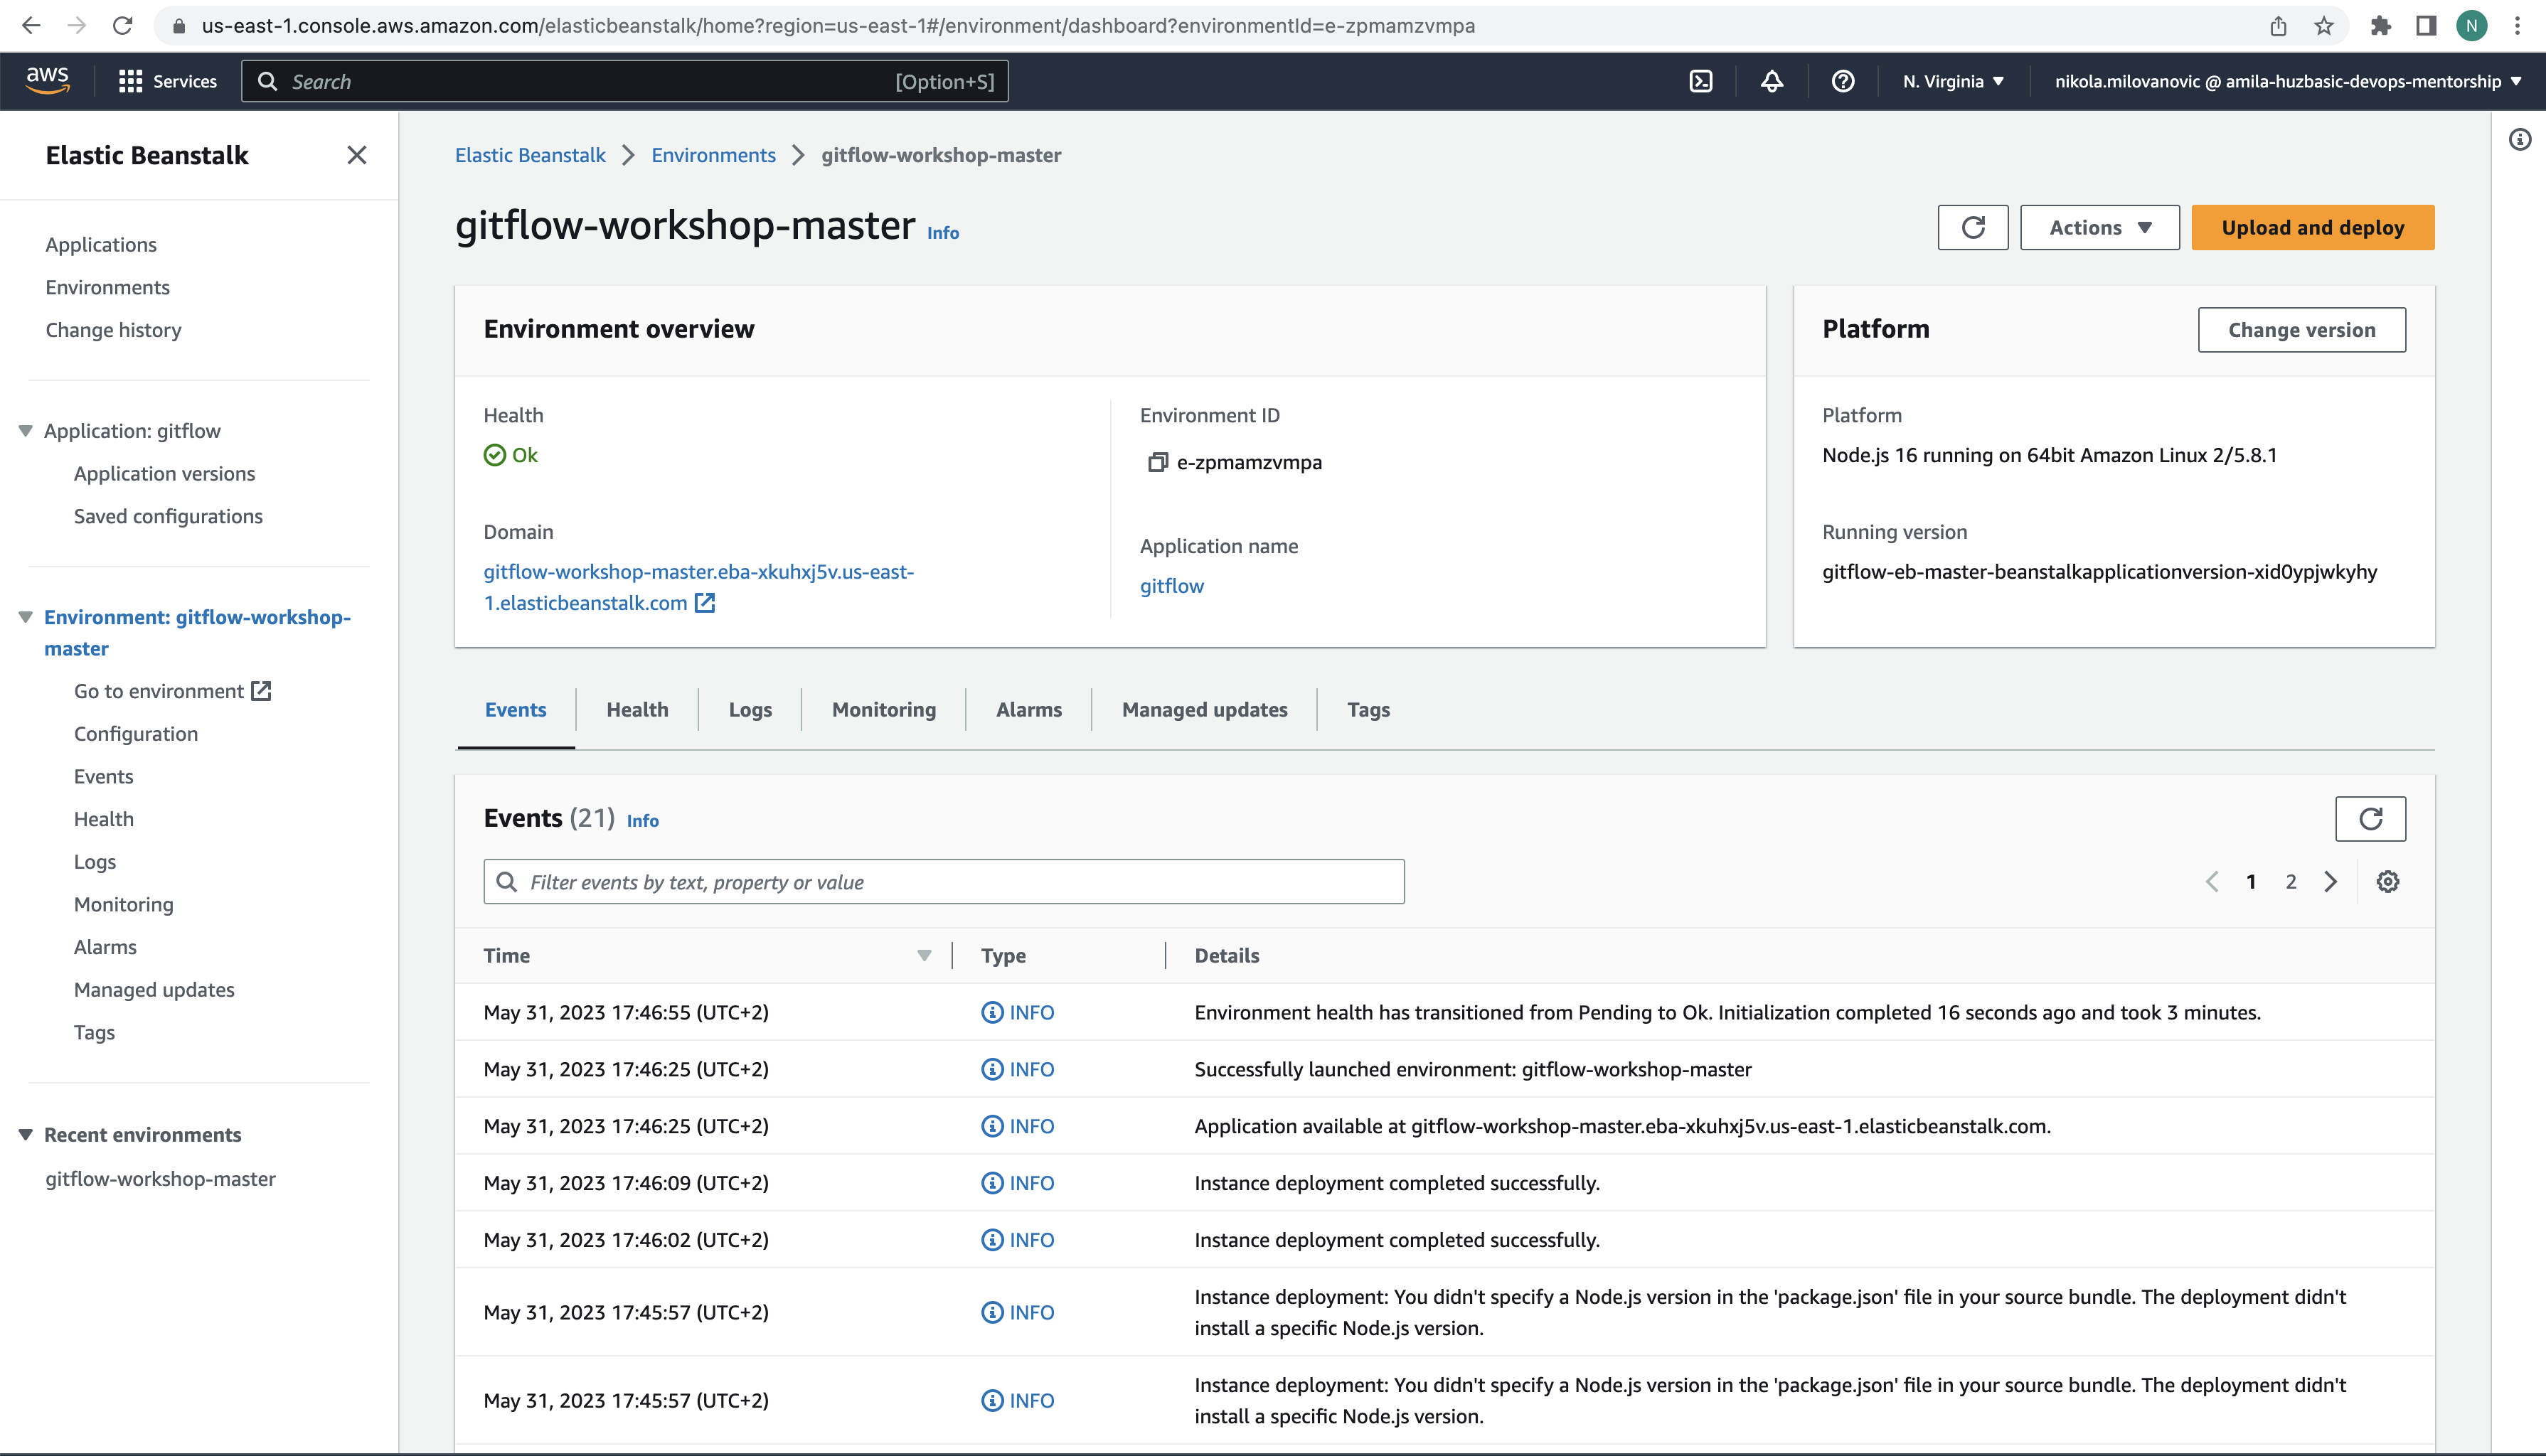 us-east-1.console.aws.amazon.com/elasticbeanstalk/home?region=us-east-1#/environment/dashboard?environmentId=e-zpmamzvmpa
N
aws
Services
Search
[Option+S]
N. Virginia
nikola.milovanovic @ amila-huzbasic-devops-mentorship
Elastic Beanstalk
Applications
Environments
Change history
Application: gitflow
Application versions
Saved configurations
Environment: gitflow-workshop-
master
Go to environment
Configuration
Events
Health
Logs
Monitoring
Alarms
Managed updates
Tags
Recent environments
gitflow-workshop-master
Elastic Beanstalk
Environments
gitflow-workshop-master
gitflow-workshop-master Info
Actions
Upload and deploy
Environment overview
Health
Ok
Domain
gitflow-workshop-master.eba-xkuhxj5v.us-east-
1.elasticbeanstalk.com
Environment ID
e-zpmamzvmpa
Application name
gitflow
Platform
Change version
Platform
Node.js 16 running on 64bit Amazon Linux 2/5.8.1
Running version
gitflow-eb-master-beanstalkapplicationversion-xid0ypjwkyhy
Events
Health
Logs
Monitoring
Alarms
Managed updates
Tags
Events (21) Info
Filter events by text, property or value
1 2
Time Type Details
May 31, 2023 17:46:55 (UTC+2) INFO Environment health has transitioned from Pending to Ok. Initialization completed 16 seconds ago and took 3 minutes.
May 31, 2023 17:46:25 (UTC+2) INFO Successfully launched environment: gitflow-workshop-master
May 31, 2023 17:46:25 (UTC+2) INFO Application available at gitflow-workshop-master.eba-xkuhxj5v.us-east-1.elasticbeanstalk.com.
May 31, 2023 17:46:09 (UTC+2) INFO Instance deployment completed successfully.
May 31, 2023 17:46:02 (UTC+2) INFO Instance deployment completed successfully.
May 31, 2023 17:45:57 (UTC+2) INFO Instance deployment: You didn't specify a Node.js version in the 'package.json' file in your source bundle. The deployment didn't
install a specific Node.js version.
May 31, 2023 17:45:57 (UTC+2) INFO Instance deployment: You didn't specify a Node.js version in the 'package.json' file in your source bundle. The deployment didn't
install a specific Node.js version.